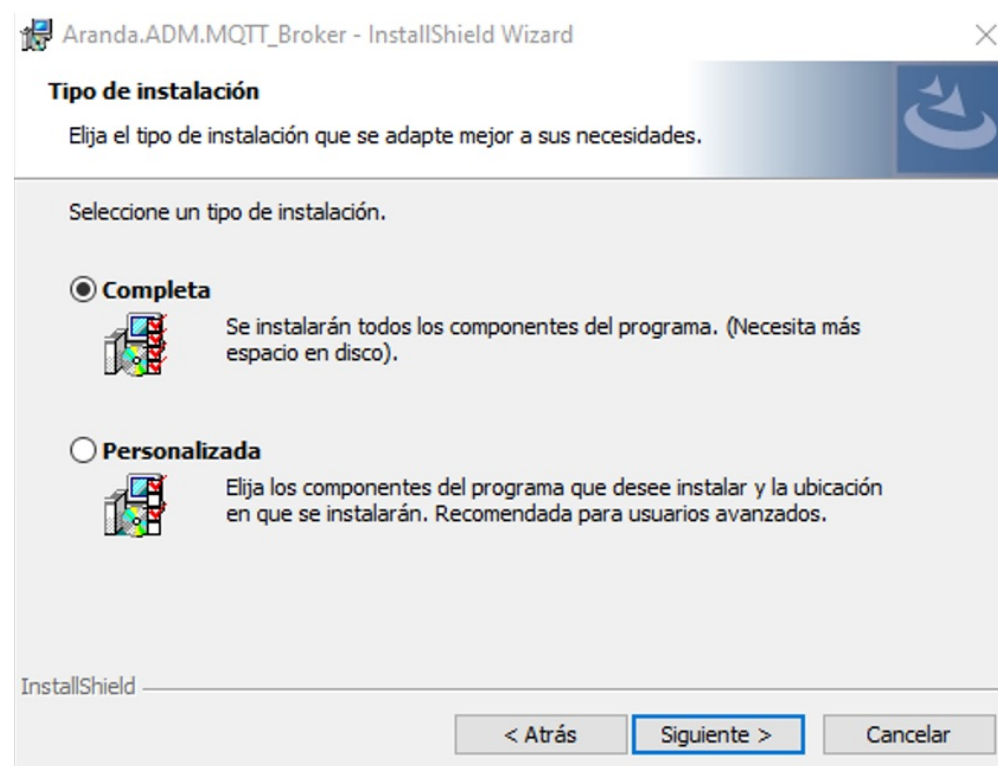 Aranda.ADM.MQTT_Broker - InstallShield Wizard
Tipo de instalación
Elija el tipo de instalación que se adapte mejor a sus necesidades.
Seleccione un tipo de instalación.
Completa
Se instalarán todos los componentes del programa. (Necesita más
espacio en disco).
Personalizada
Elija los componentes del programa que desee instalar y la ubicación
en que se instalarán. Recomendada para usuarios avanzados.
InstallShield
< Atrás Siguiente > Cancelar